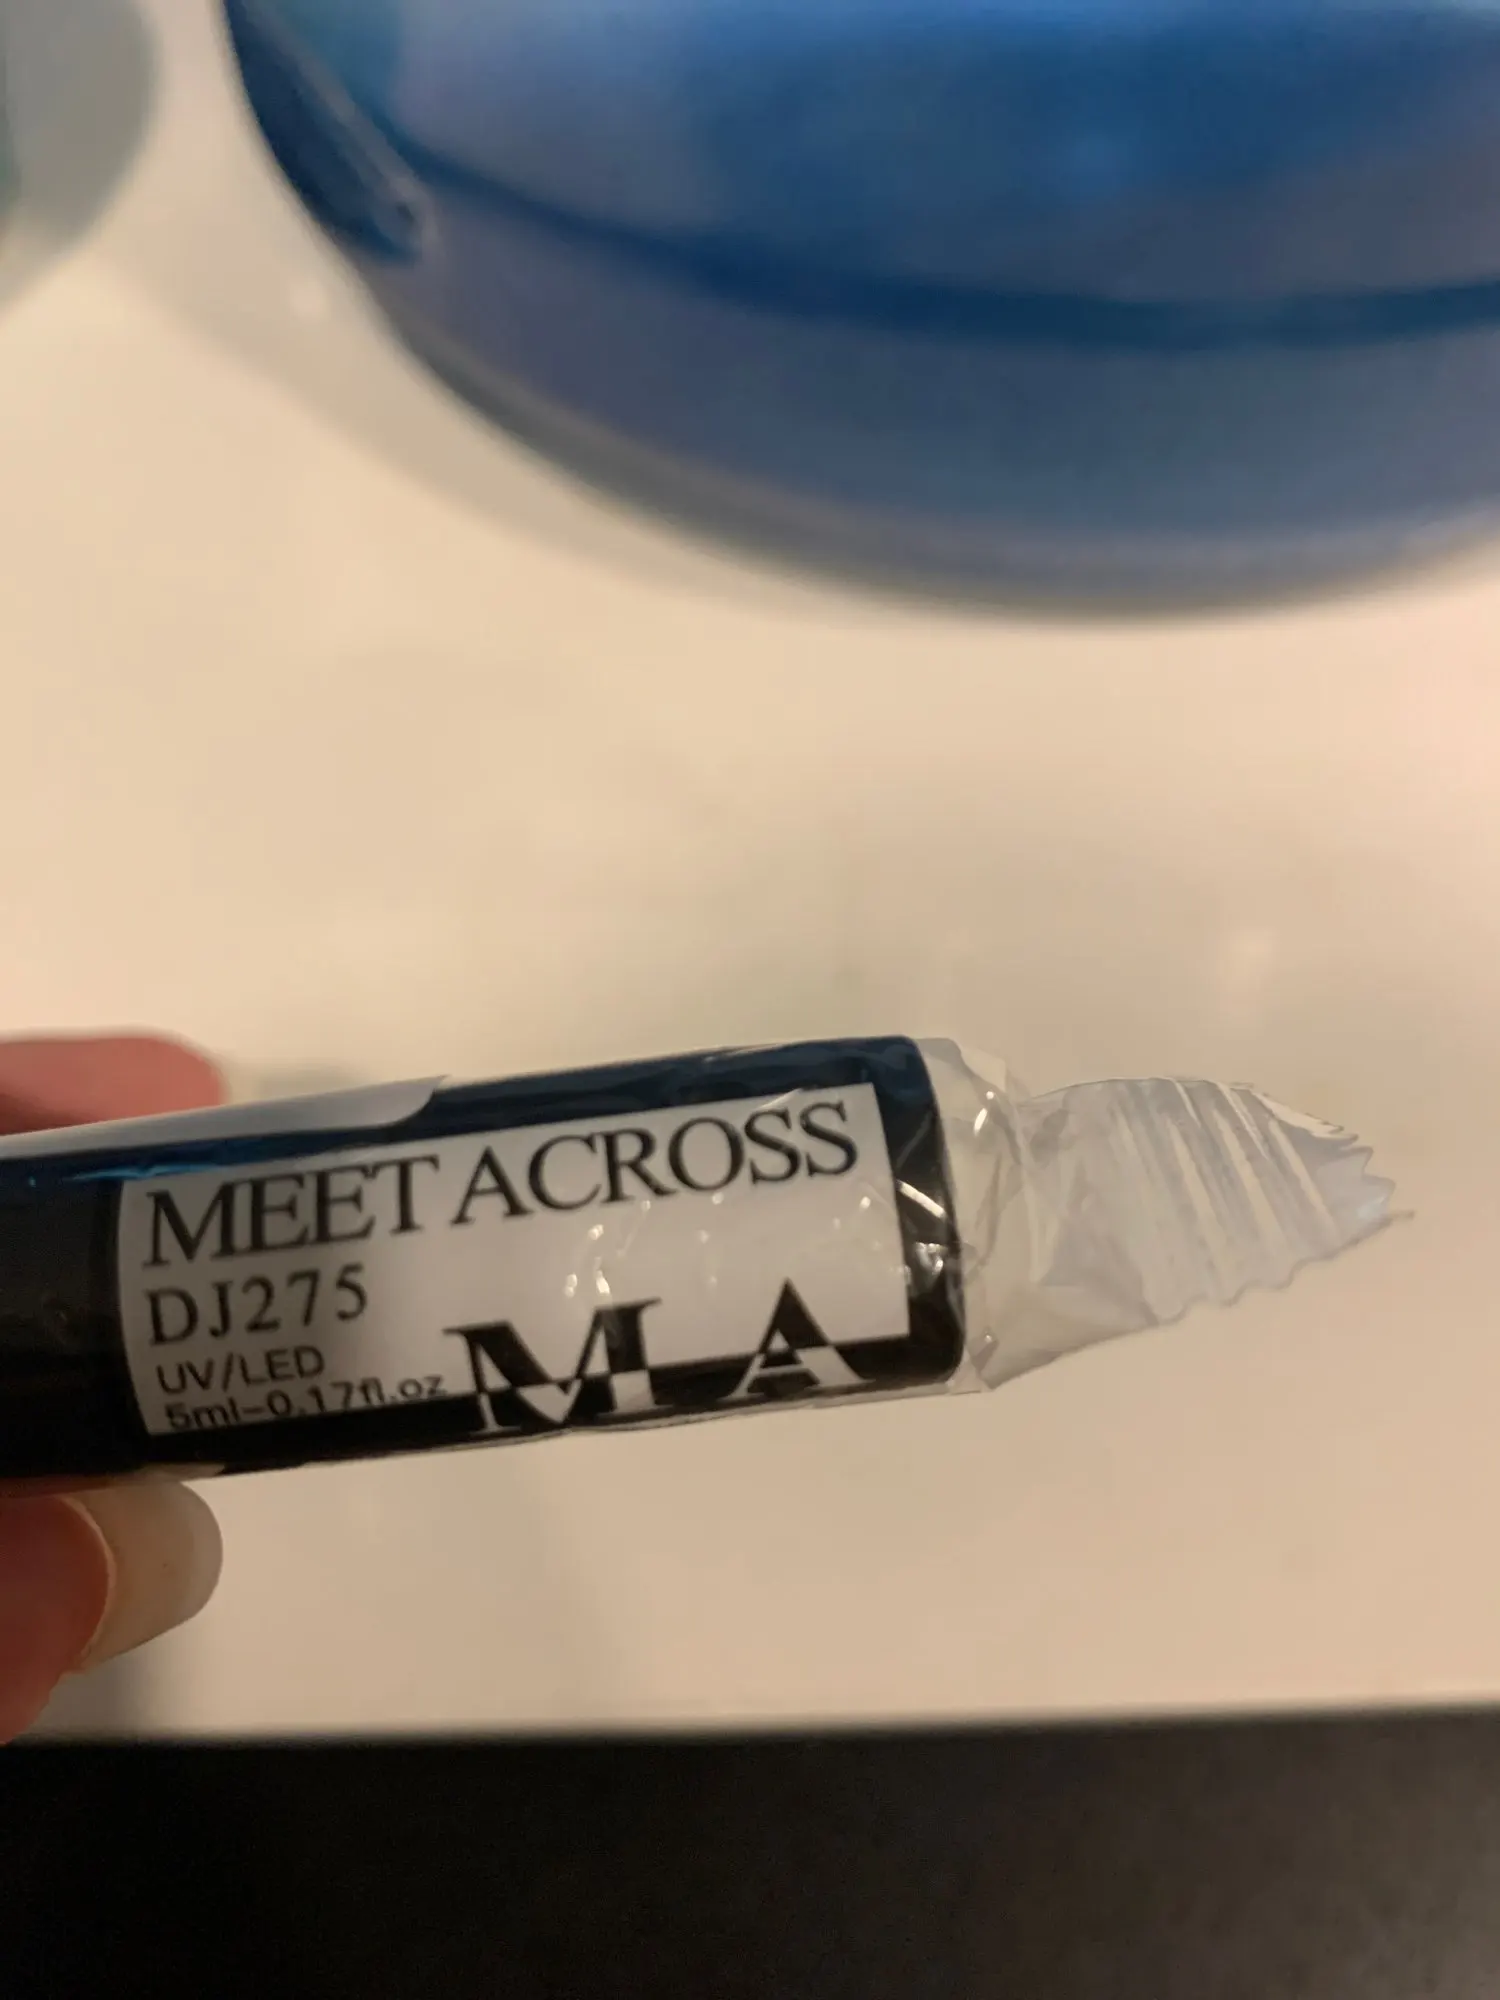 MEET ACROSS
DJ275
UV/LED
5ml-0.17fl.oz
MA